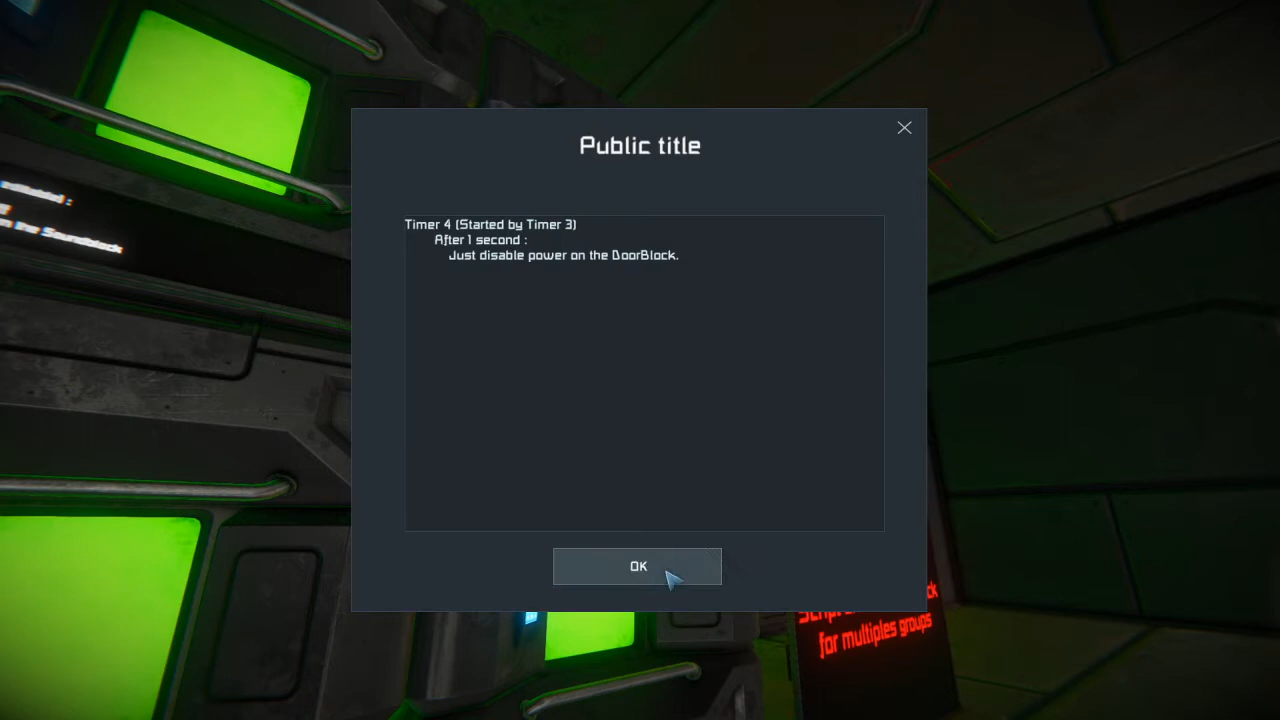 Public title
Timer 4 (Started by Timer 3)
After 1 second :
Just disable power on the DoorBlock.
OK
for multiples groups